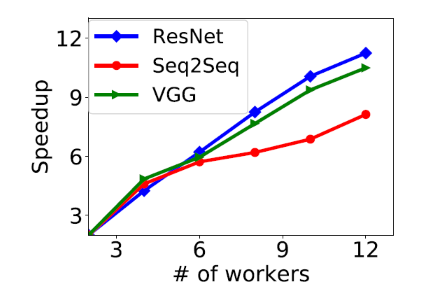 12
9
6
3
Speedup
ResNet
Seq2Seq
VGG
3 6 9 12
# of workers